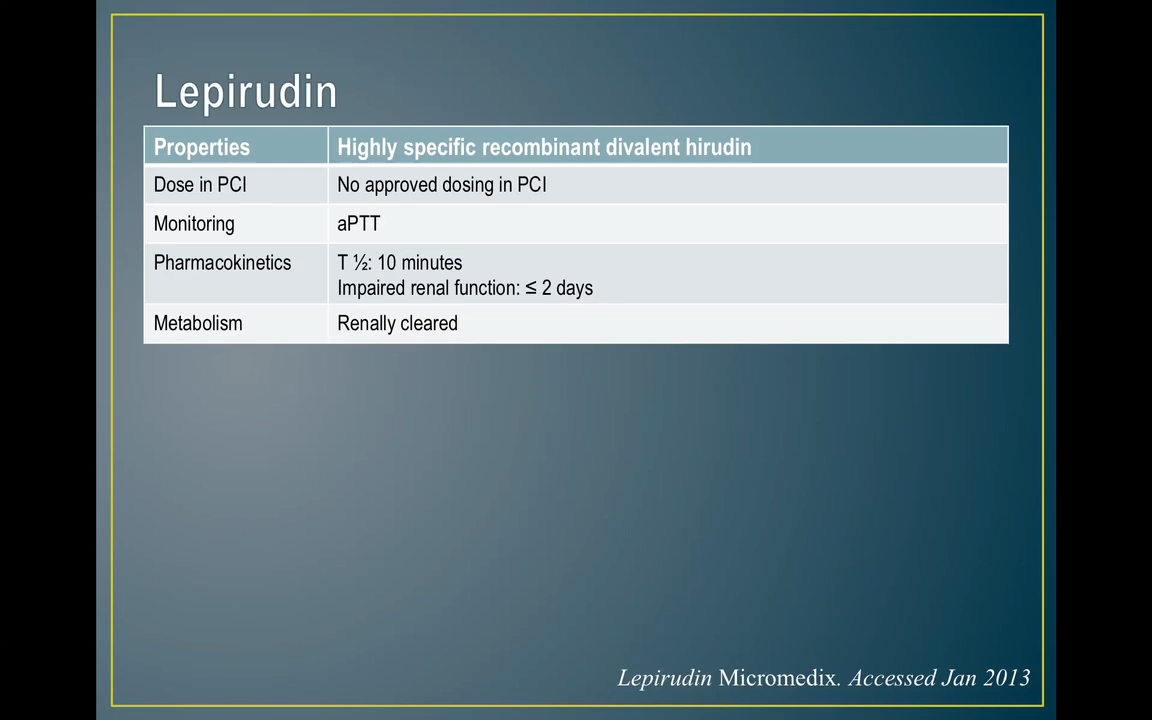 Lepirudin
Properties Highly specific recombinant divalent hirudin
Dose in PCI No approved dosing in PCI
Monitoring aPTT
Pharmacokinetics T ½: 10 minutes
Impaired renal function: ≤ 2 days
Metabolism Renally cleared
Lepirudin Micromedix. Accessed Jan 2013